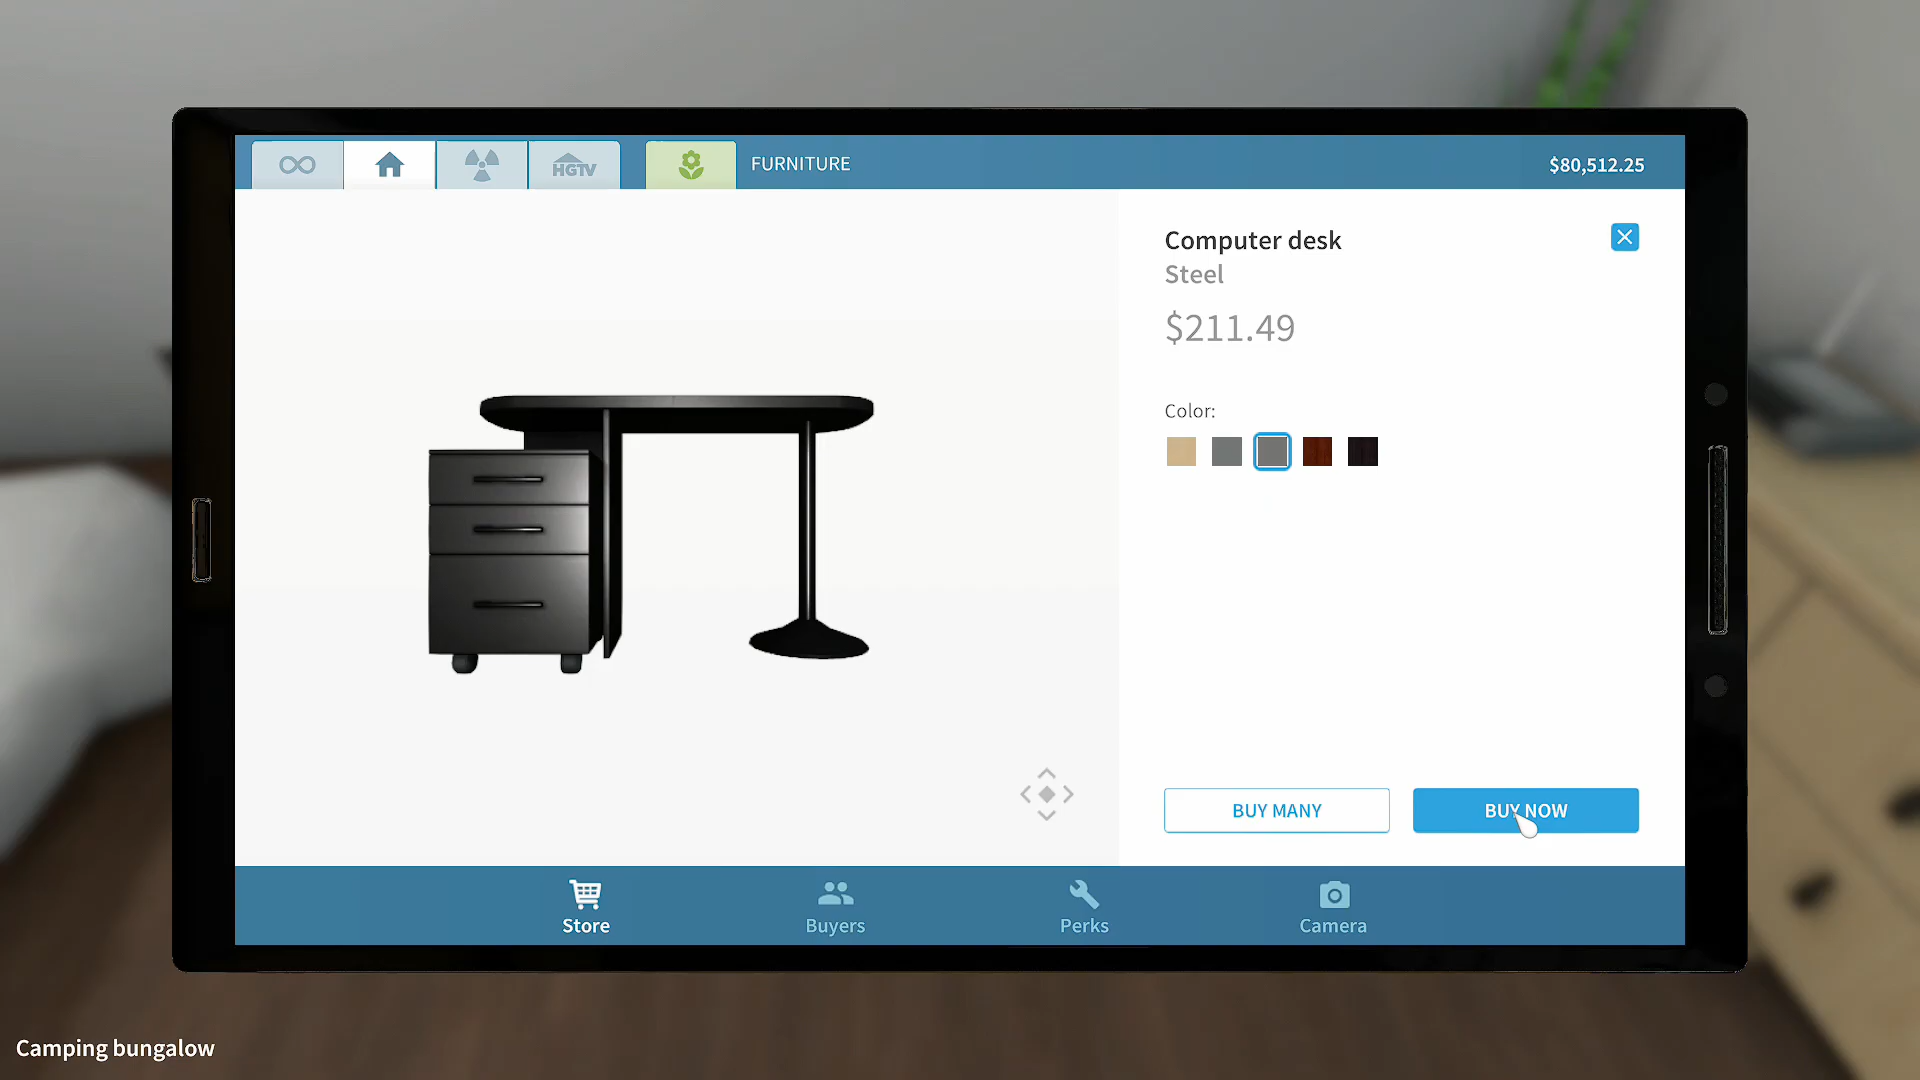 HGTV
FURNITURE
$80,512.25
Computer desk
Steel
$211.49
Color:
BUY MANY
BUY NOW
Store
Buyers
Perks
Camera
Camping bungalow